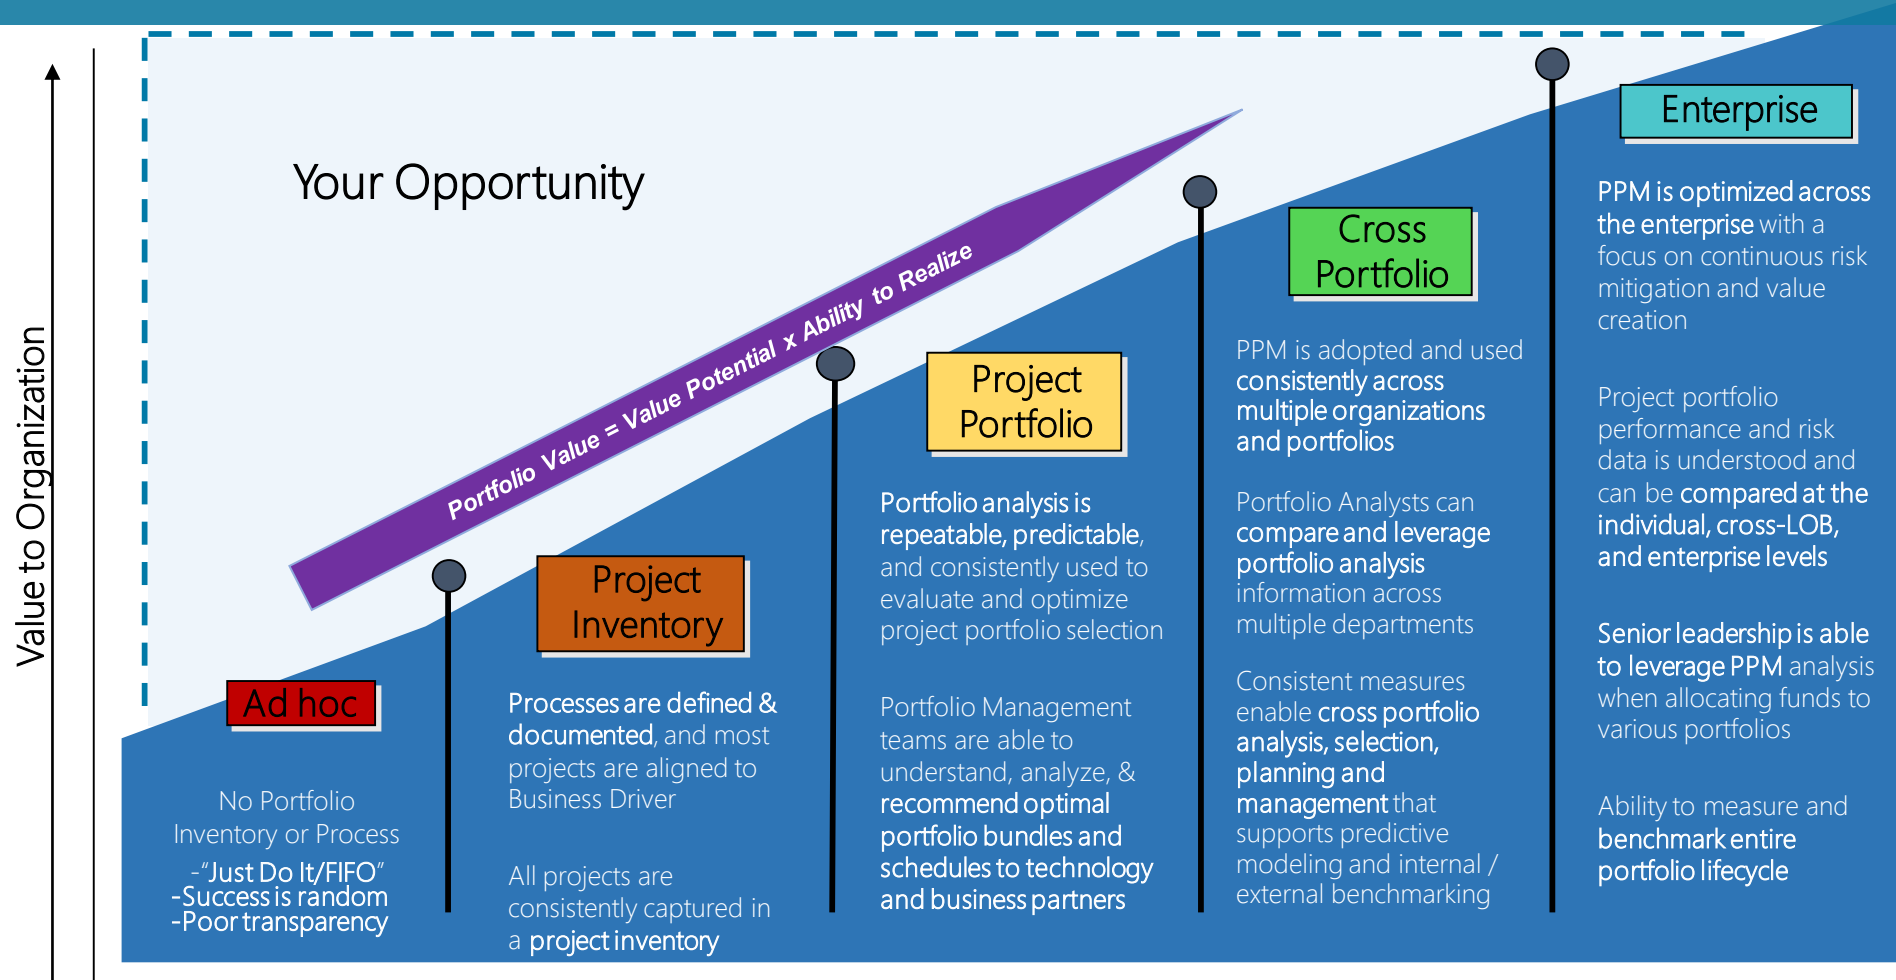 Value to Organization
Your Opportunity
Portfolio Value = Value Potential x Ability to Realize
Ad hoc
No Portfolio
Inventory or Process
-“Just Do It/FIFO”
-Success is random
-Poor transparency
Project
Inventory
Processes are defined &
documented, and most
projects are aligned to
Business Driver
All projects are
consistently captured in
a project inventory
Project
Portfolio
Portfolio analysis is
repeatable, predictable,
and consistently used to
evaluate and optimize
project portfolio selection
Portfolio Management
teams are able to
understand, analyze, &
recommend optimal
portfolio bundles and
schedules to technology
and business partners
Cross
Portfolio
PPM is adopted and used
consistently across
multiple organizations
and portfolios
Portfolio Analysts can
compare and leverage
portfolio analysis
information across
multiple departments
Consistent measures
enable cross portfolio
analysis, selection,
planning and
management that
supports predictive
modeling and internal /
external benchmarking
Enterprise
PPM is optimized across
the enterprise with a
focus on continuous risk
mitigation and value
creation
Project portfolio
performance and risk
data is understood and
can be compared at the
individual, cross-LOB,
and enterprise levels
Senior leadership is able
to leverage PPM analysis
when allocating funds to
various portfolios
Ability to measure and
benchmark entire
portfolio lifecycle